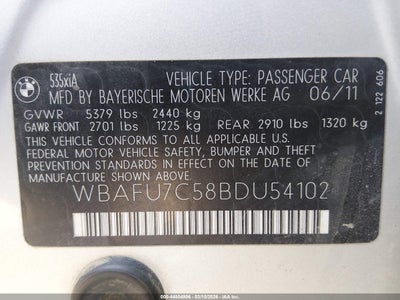 535xiA
VEHICLE TYPE: PASSENGER CAR
MFD BY BAYERISCHE MOTOREN WERKE AG 06/11
GVWR 5379 lbs 2440 kg
GAWR FRONT 2701 lbs 1225 kg REAR 2910 lbs 1320 kg
THIS VEHICLE CONFORMS TO ALL APPLICABLE U.S.
FEDERAL MOTOR VEHICLE SAFETY, BUMPER, AND
THEFT PREVENTION STANDARDS IN EFFECT ON THE DATE
OF MANUFACTURE SHOWN ABOVE.
WBAFU7C58BDU54102
2 122 606